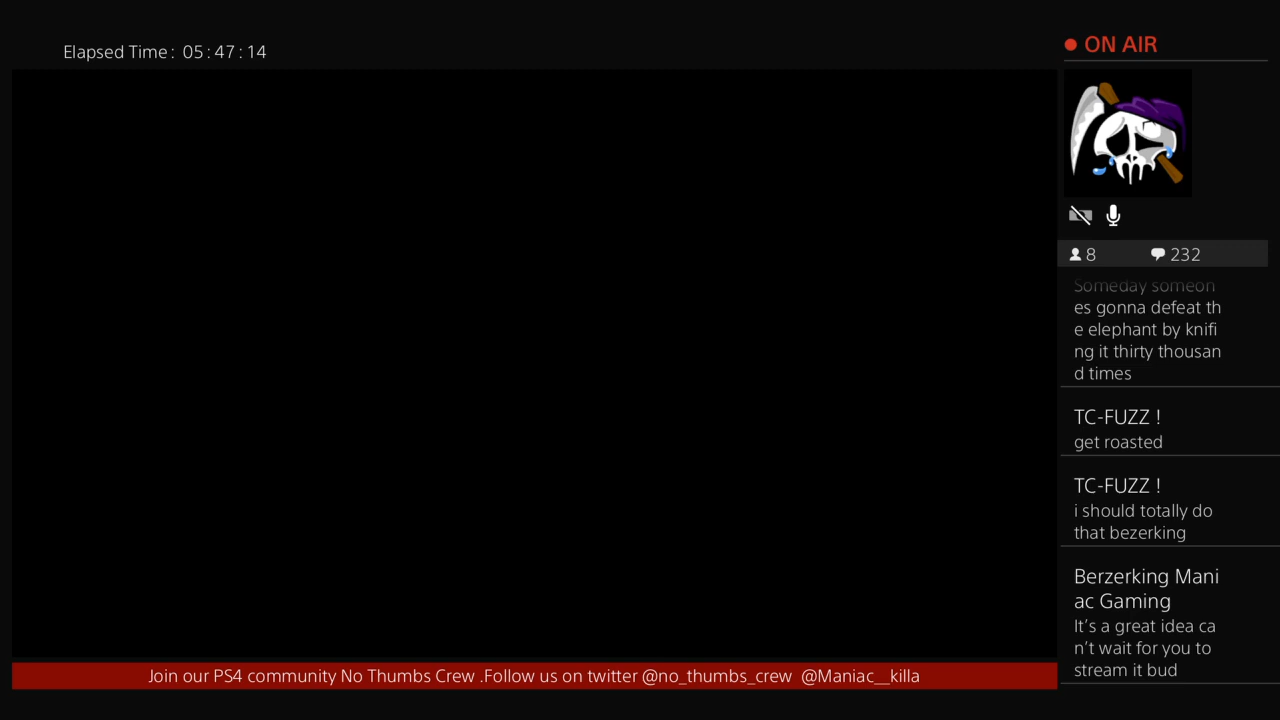 Elapsed Time: 05:47:14
ON AIR
8
232
Someday someon
es gonna defeat th
e elephant by knifi
ng it thirty thousan
d times
TC-FUZZ !
get roasted
TC-FUZZ !
i should totally do
that bezerking
Berzerking Mani
ac Gaming
It's a great idea ca
n't wait for you to
stream it bud
Join our PS4 community No Thumbs Crew .Follow us on twitter @no_thumbs_crew @Maniac__killa